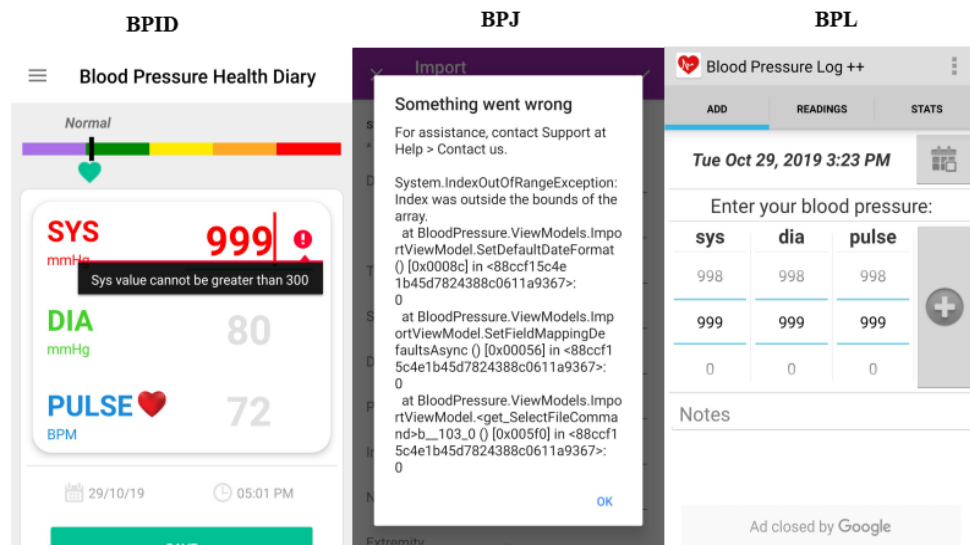 BPID
BPJ
BPL
Blood Pressure Health Diary
Normal
SYS
999
mmHg
Sys value cannot be greater than 300
DIA
80
mmHg
PULSE
72
BPM
29/10/19
05:01 PM
Import
Something went wrong
For assistance, contact Support at
Help > Contact us.
System.IndexOutOfRangeException:
Index was outside the bounds of the
array.
at BloodPressure.ViewModels.Impo
rtViewModel.SetDefaultDateFormat
() [0x0008c] in <88ccf15c4e
1b45d7824388c0611a9367>:
0
at BloodPressure.ViewModels.Imp
ortViewModel.SetFieldMappingDe
faultsAsync () [0x00056] in <88ccf1
5c4e1b45d7824388c0611a9367>:
0
at BloodPressure.ViewModels.Impo
rtViewModel.<get_SelectFileComma
nd>b__103_0 () [0x005f0] in <88ccf1
5c4e1b45d7824388c0611a9367>:
0
OK
Extremity
Blood Pressure Log ++
ADD
READINGS
STATS
Tue Oct 29, 2019 3:23 PM
Enter your blood pressure:
sys dia pulse
998 998 998
999 999 999
0 0 0
Notes
Ad closed by Google